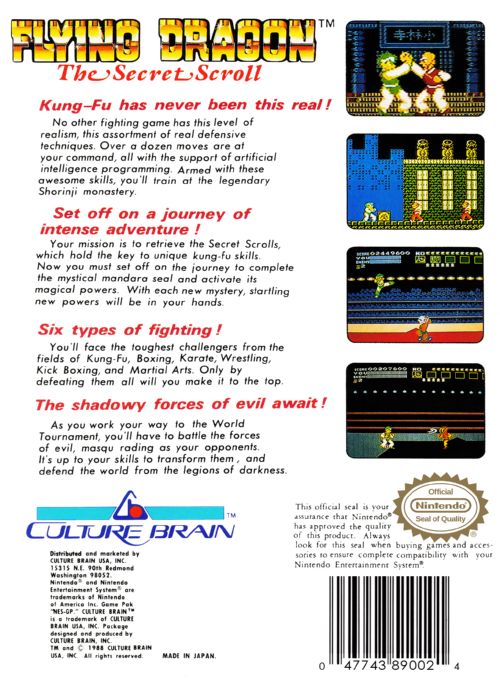 FLYING DRAGON™
The Secret Scroll
Kung-Fu has never been this real!
No other fighting game has this level of
realism, this assortment of real defensive
techniques. Over a dozen moves are at
your command, all with the support of artificial
intelligence programming. Armed with these
awesome skills, you'll train at the legendary
Shorinji monastery.
Set off on a journey of
intense adventure!
Your mission is to retrieve the Secret Scrolls,
which hold the key to unique kung-fu skills.
Now you must set off on the journey to complete
the mystical mandara seal and activate its
magical powers. With each new mystery, startling
new powers will be in your hands.
Six types of fighting!
You'll face the toughest challengers from the
fields of Kung-Fu, Boxing, Karate, Wrestling,
Kick Boxing, and Martial Arts. Only by
defeating them all will you make it to the top.
The shadowy forces of evil await!
As you work your way to the World
Tournament, you'll have to battle the forces
of evil, masqu rading as your opponents.
It's up to your skills to transform them, and
defend the world from the legions of darkness.
寺林小
SCORE 02449600
YOU
ENEMY
SCORE 00207600
YOU
ENEMY
CULTURE BRAIN™
Distributed and marketed by
CULTURE BRAIN USA, INC.
15315 N.E. 90th Redmond
Washington 98052.
Nintendo® and Nintendo
Entertainment System® are
trademarks of Nintendo
of America Inc. Game Pak
"NES-GP." CULTURE BRAIN™
is a trademark of CULTURE
BRAIN USA, INC. Package
designed and produced by
CULTURE BRAIN, INC.
TM and © 1988 CULTURE BRAIN
USA, INC. All rights reserved. MADE IN JAPAN.
This official seal is your
assurance that Nintendo®
has approved the quality
of this product. Always
look for this seal when buying games and acces-
sories to ensure complete compatibility with your
Nintendo Entertainment System®
Official
Nintendo
Seal of Quality
®
0 47743 89002 4